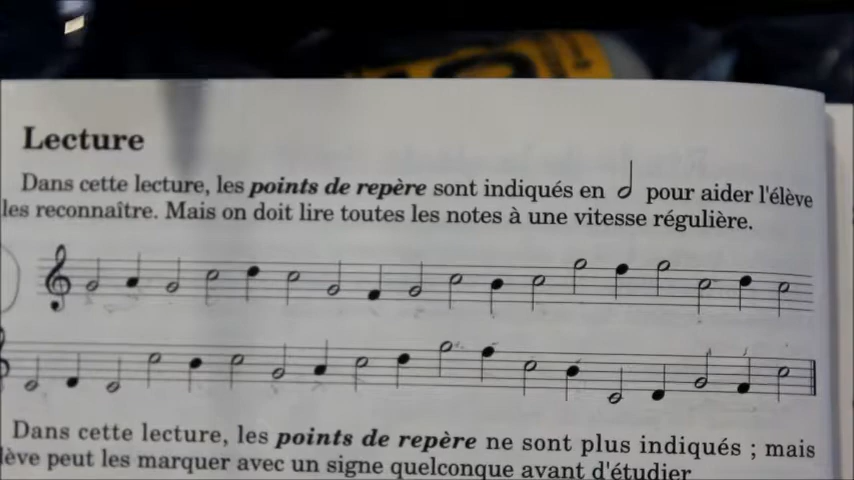 Lecture
Dans cette lecture, les points de repère sont indiqués en pour aider l'élève
les reconnaître. Mais on doit lire toutes les notes à une vitesse régulière.
Dans cette lecture, les points de repère ne sont plus indiqués ; mais
lève peut les marquer avec un signe quelconque avant d'étudier